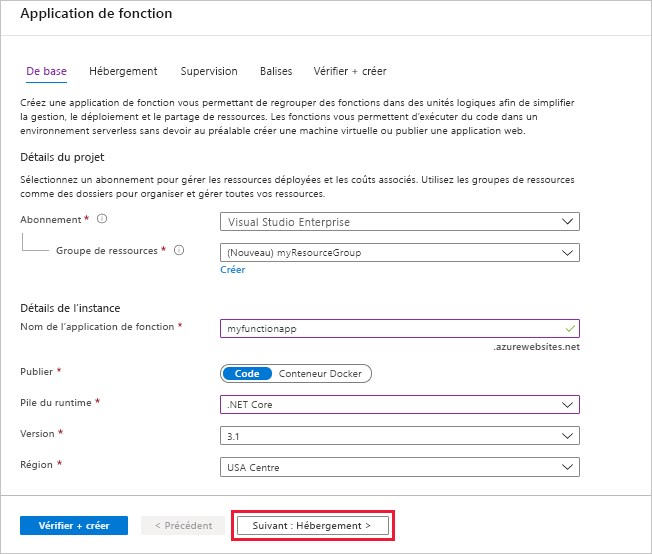 Application de fonction
De base Hébergement Supervision Balises Vérifier + créer
Créez une application de fonction vous permettant de regrouper des fonctions dans des unités logiques afin de simplifier
la gestion, le déploiement et le partage de ressources. Les fonctions vous permettent d'exécuter du code dans un
environnement serverless sans devoir au préalable créer une machine virtuelle ou publier une application web.
Détails du projet
Sélectionnez un abonnement pour gérer les ressources déployées et les coûts associés. Utilisez les groupes de ressources
comme des dossiers pour organiser et gérer toutes vos ressources.
Abonnement * Visual Studio Enterprise
Groupe de ressources * (Nouveau) myResourceGroup
Créer
Détails de l'instance
Nom de l'application de fonction * myfunctionapp
.azurewebsites.net
Publier * Code Conteneur Docker
Pile du runtime * .NET Core
Version * 3.1
Région * USA Centre
Vérifier + créer < Précédent Suivant : Hébergement >